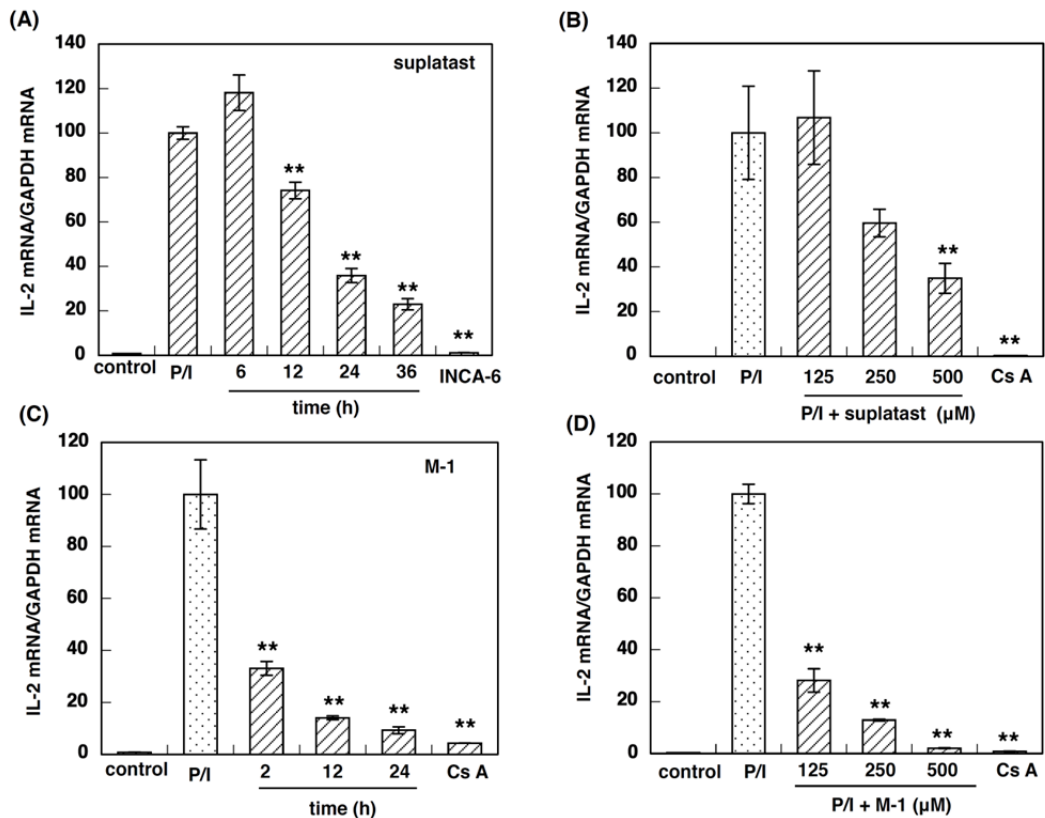 (A)
IL-2 mRNA/GAPDH mRNA
140
120
100
80
60
40
20
0
suplatast
**
**
**
**
control P/I 6 12 24 36 INCA-6
time (h)
(B)
IL-2 mRNA/GAPDH mRNA
140
120
100
80
60
40
20
0
**
**
control P/I 125 250 500 Cs A
P/I + suplatast (µM)
(C)
IL-2 mRNA/GAPDH mRNA
120
100
80
60
40
20
0
M-1
**
**
**
**
control P/I 2 12 24 Cs A
time (h)
(D)
IL-2 mRNA/GAPDH mRNA
120
100
80
60
40
20
0
**
**
**
**
control P/I 125 250 500 Cs A
P/I + M-1 (µM)